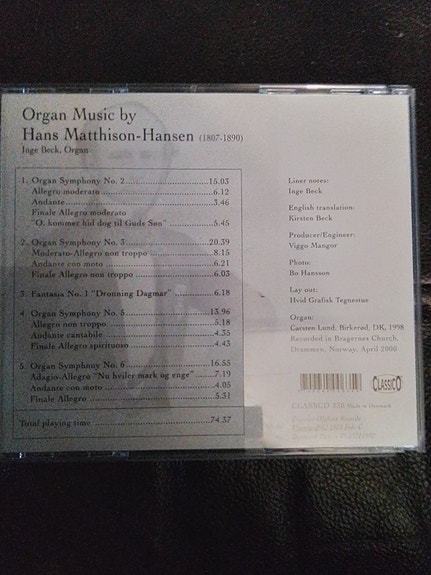 Organ Music by
Hans Matthison-Hansen (1807-1890)
Inge Beck, Organ
1. Organ Symphony No. 2 15.03
Allegro moderato 6.12
Andante 3.46
Finale Allegro moderato
"O, kommer hid dog til Guds Søn" 5.45
2. Organ Symphony No. 3 20.39
Moderato-Allegro non troppo 8.15
Andante con moto 6.21
Finale Allegro non troppo 6.03
3. Fantasia No. 1 "Dronning Dagmar" 6.18
4. Organ Symphony No. 5 13.96
Allegro non troppo 5.18
Andante cantabile 4.35
Finale Allegro spirituoso 4.43
5. Organ Symphony No. 6 16.55
Adagio-Allegro "Nu hviler mark og enge" 7.19
Andante con moto 4.05
Finale Allegro 5.31
Total playing time 74.37
Liner notes:
Inge Beck
English translation:
Kirsten Beck
Producer/Engineer:
Viggo Mangor
Photo:
Bo Hansson
Lay out:
Hvid Grafisk Tegnestue
Organ:
Carsten Lund, Birkerød, DK, 1998
Recorded in Bragernes Church,
Drammen, Norway, April 2000
CLASSICO
CLASSCD
Made in Denmark